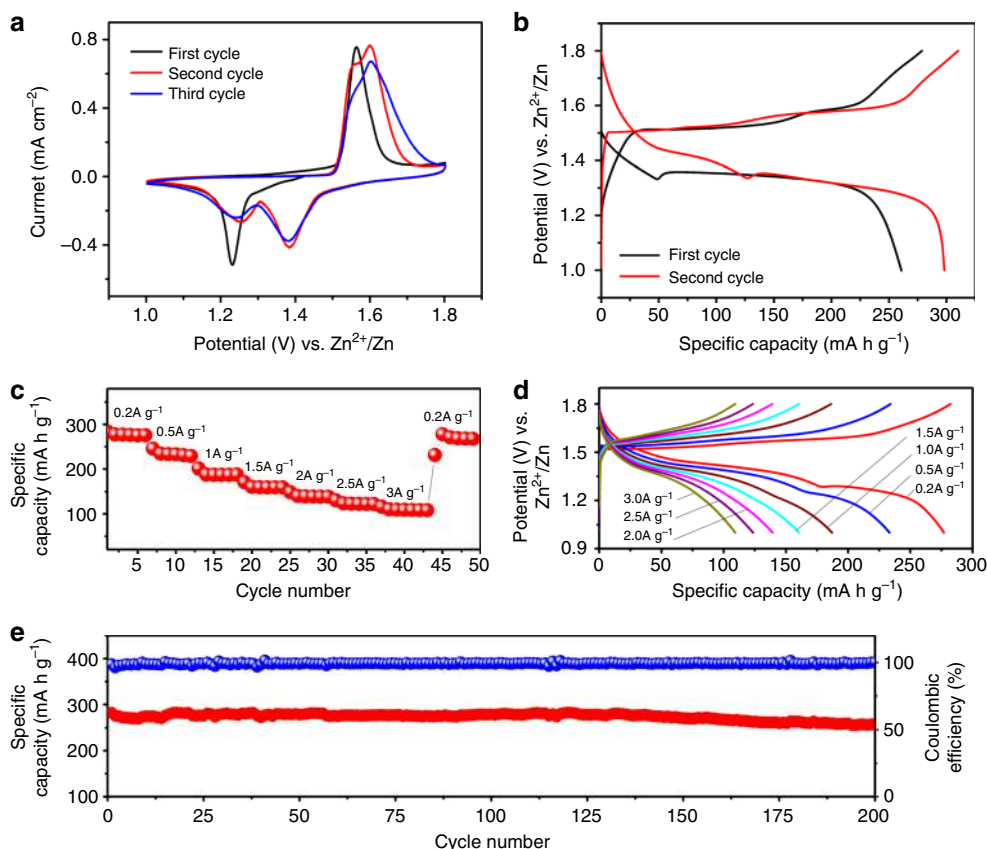 a
0.8
0.4
0.0
−0.4
Currnet (mA cm⁻²)
First cycle
Second cycle
Third cycle
1.0 1.2 1.4 1.6 1.8
Potential (V) vs. Zn²⁺/Zn
b
1.8
1.6
1.4
1.2
1.0
Potential (V) vs. Zn²⁺/Zn
First cycle
Second cycle
0 50 100 150 200 250 300
Specific capacity (mA h g⁻¹)
c
300
200
100
Specific
capacity (mA h g⁻¹)
0.2A g⁻¹
0.5A g⁻¹
1A g⁻¹
1.5A g⁻¹
2A g⁻¹
2.5A g⁻¹
3A g⁻¹
0.2A g⁻¹
5 10 15 20 25 30 35 40 45 50
Cycle number
d
1.8
1.5
1.2
0.9
Potential (V) vs.
Zn²⁺/Zn
1.5A g⁻¹
1.0A g⁻¹
0.5A g⁻¹
0.2A g⁻¹
3.0A g⁻¹
2.5A g⁻¹
2.0A g⁻¹
0 50 100 150 200 250 300
Specific capacity (mA h g⁻¹)
e
400
300
200
100
Specific
capacity (mA h g⁻¹)
100
50
0
Coulombic
efficiency (%)
0 25 50 75 100 125 150 175 200
Cycle number